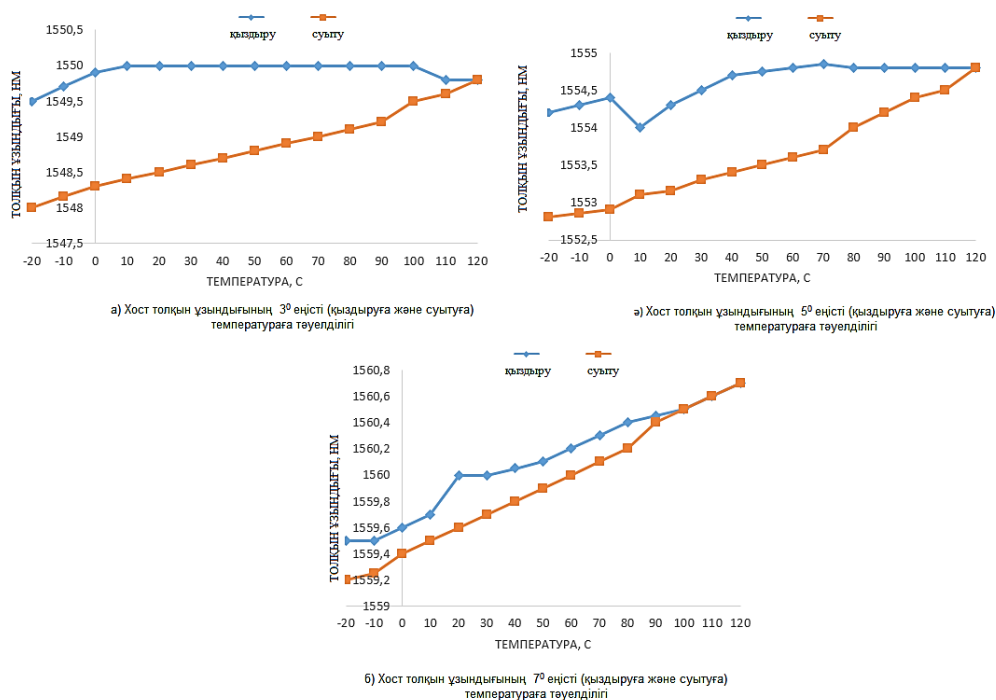 қыздыру суыту
1550,5
1550
1549,5
1549
1548,5
1548
1547,5
-20 -10 0 10 20 30 40 50 60 70 80 90 100 110 120
ТОЛҚЫН ҰЗЫНДЫҒЫ, НМ
ТЕМПЕРАТУРА, С
а) Хост толқын ұзындығының 3⁰ еңісті (қыздыруға және суытуға)
температураға тәуелділігі
қыздыру суыту
1555
1554,5
1554
1553,5
1553
1552,5
-20 -10 0 10 20 30 40 50 60 70 80 90 100 110 120
ТОЛҚЫН ҰЗЫНДЫҒЫ, НМ
ТЕМПЕРАТУРА, С
ә) Хост толқын ұзындығының 5⁰ еңісті (қыздыруға және суытуға)
температураға тәуелділігі
қыздыру суыту
1560,8
1560,6
1560,4
1560,2
1560
1559,8
1559,6
1559,4
1559,2
1559
-20 -10 0 10 20 30 40 50 60 70 80 90 100 110 120
ТОЛҚЫН ҰЗЫНДЫҒЫ, НМ
ТЕМПЕРАТУРА, С
б) Хост толқын ұзындығының 7⁰ еңісті (қыздыруға және суытуға)
температураға тәуелділігі